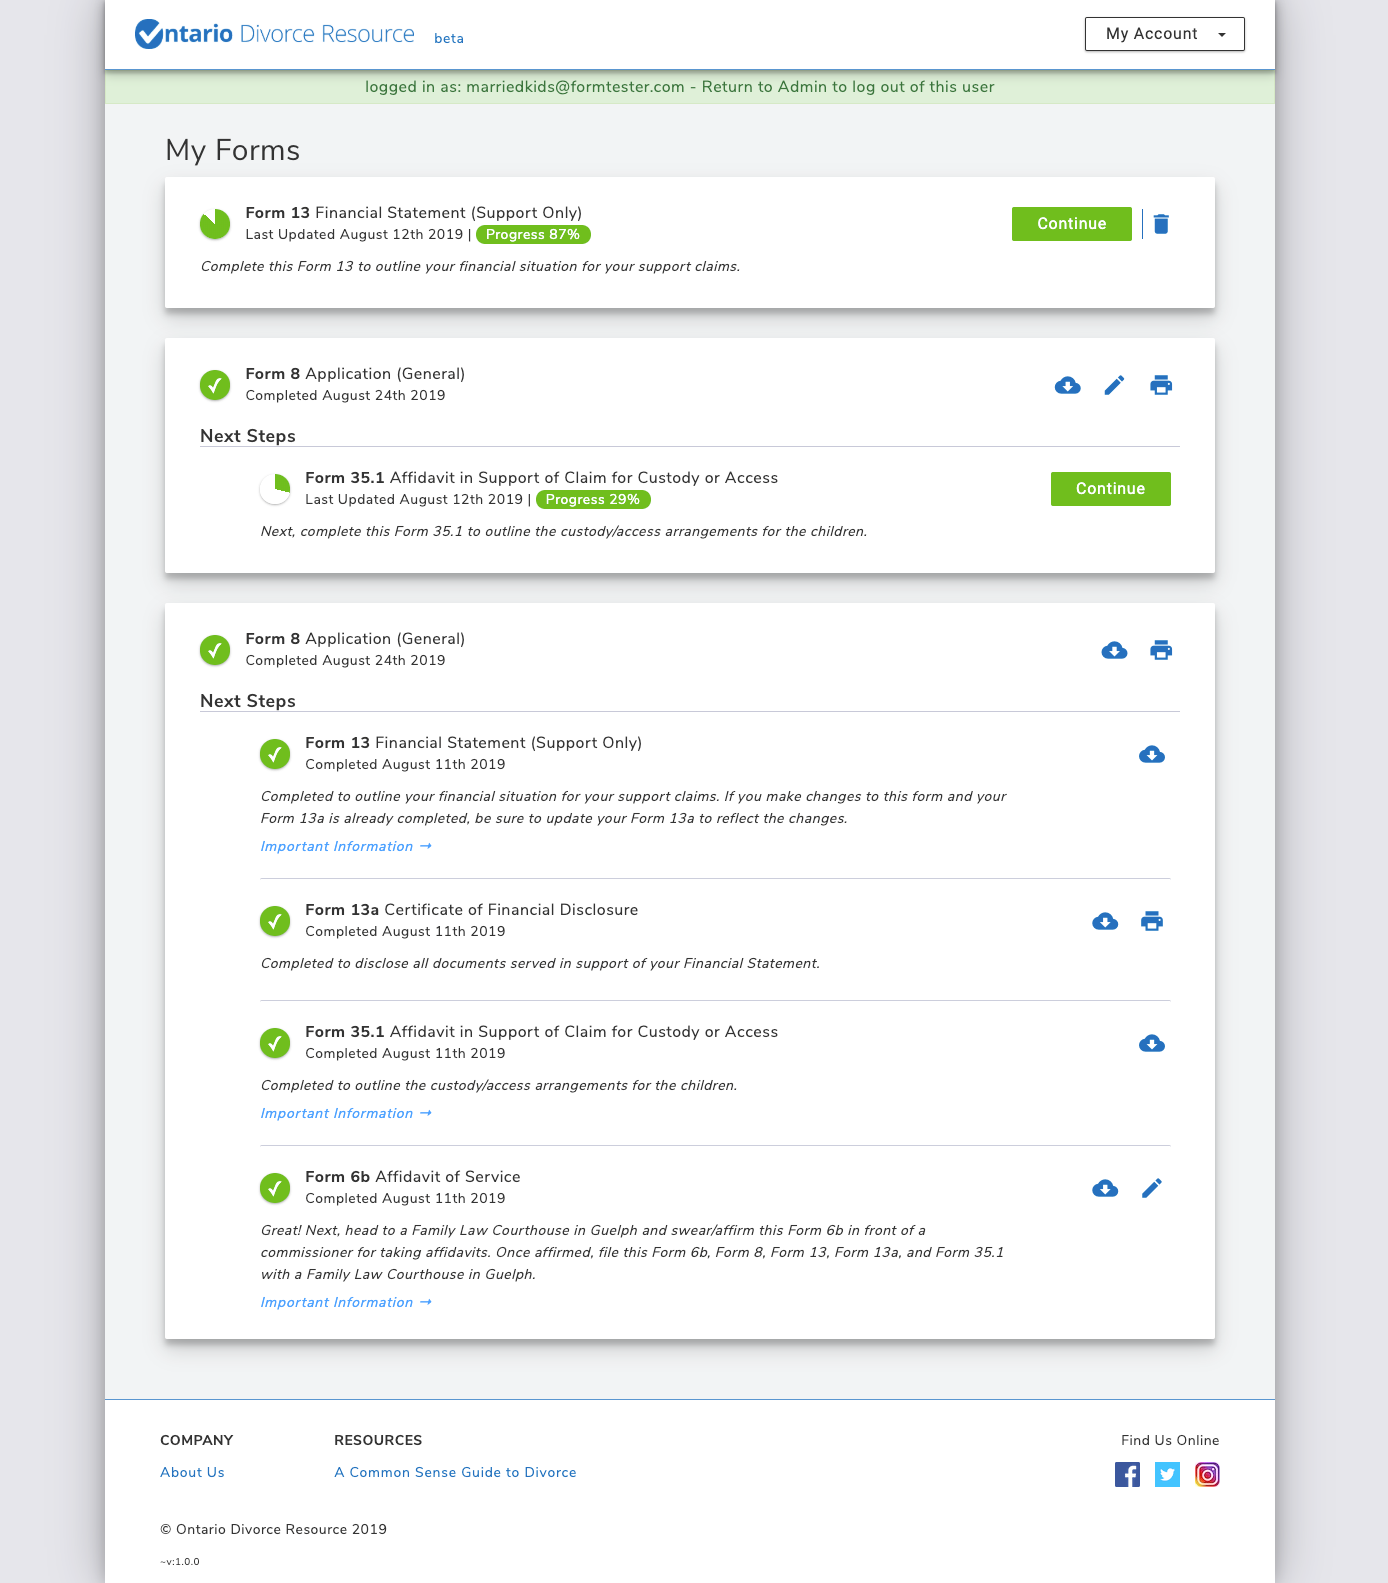 Ontario Divorce Resource beta
My Account
logged in as: marriedkids@formtester.com - Return to Admin to log out of this user
My Forms
Form 13 Financial Statement (Support Only)
Last Updated August 12th 2019 | Progress 87%
Continue
Complete this Form 13 to outline your financial situation for your support claims.
Form 8 Application (General)
Completed August 24th 2019
Next Steps
Form 35.1 Affidavit in Support of Claim for Custody or Access
Last Updated August 12th 2019 | Progress 29%
Continue
Next, complete this Form 35.1 to outline the custody/access arrangements for the children.
Form 8 Application (General)
Completed August 24th 2019
Next Steps
Form 13 Financial Statement (Support Only)
Completed August 11th 2019
Completed to outline your financial situation for your support claims. If you make changes to this form and your
Form 13a is already completed, be sure to update your Form 13a to reflect the changes.
Important Information →
Form 13a Certificate of Financial Disclosure
Completed August 11th 2019
Completed to disclose all documents served in support of your Financial Statement.
Form 35.1 Affidavit in Support of Claim for Custody or Access
Completed August 11th 2019
Completed to outline the custody/access arrangements for the children.
Important Information →
Form 6b Affidavit of Service
Completed August 11th 2019
Great! Next, head to a Family Law Courthouse in Guelph and swear/affirm this Form 6b in front of a
commissioner for taking affidavits. Once affirmed, file this Form 6b, Form 8, Form 13, Form 13a, and Form 35.1
with a Family Law Courthouse in Guelph.
Important Information →
COMPANY
About Us
RESOURCES
A Common Sense Guide to Divorce
Find Us Online
© Ontario Divorce Resource 2019
~v:1.0.0